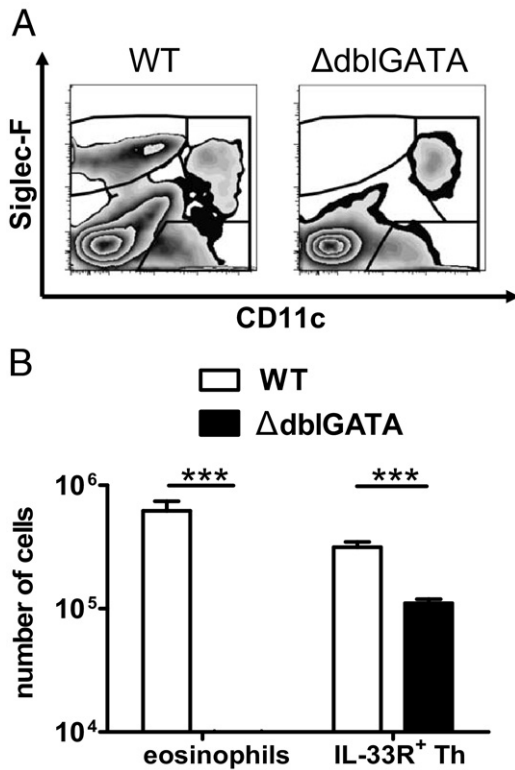 A
WT ΔdblGATA
Siglec-F
CD11c
B
WT
ΔdblGATA
*** ***
number of cells
10⁶
10⁵
10⁴
eosinophils IL-33R⁺ Th